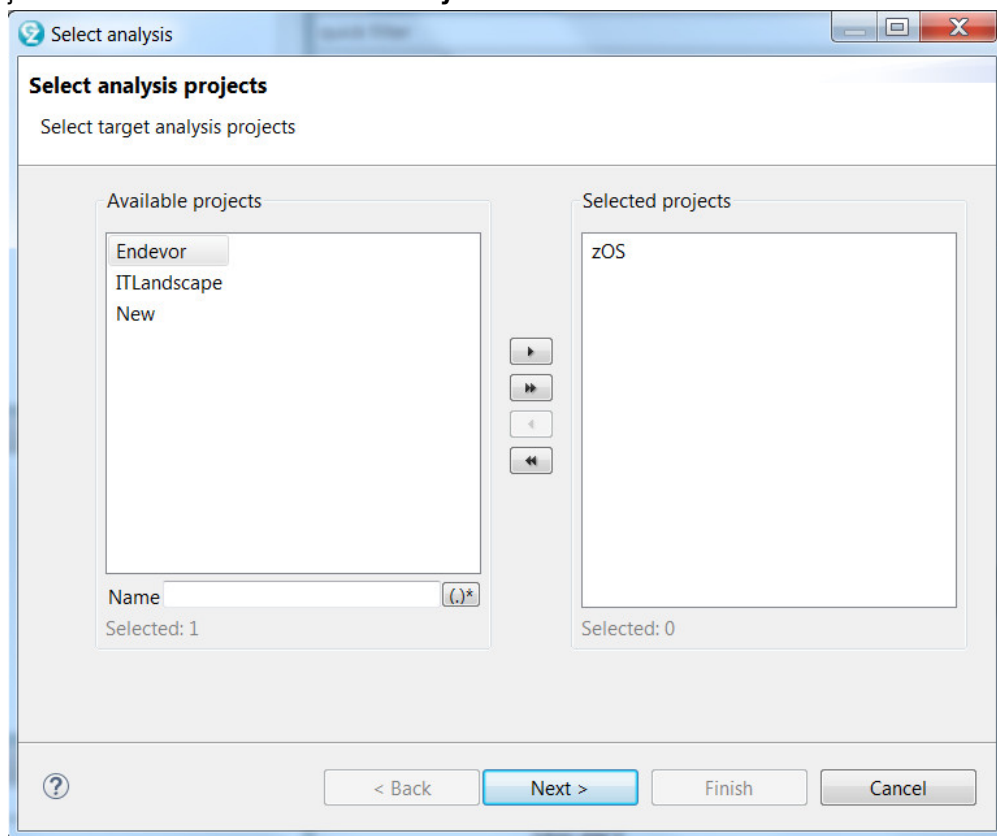 Select analysis
Select analysis projects
Select target analysis projects
Available projects
Endevor
ITLandscape
New
Name
(.)*
Selected: 1
Selected projects
zOS
Selected: 0
?
< Back
Next >
Finish
Cancel